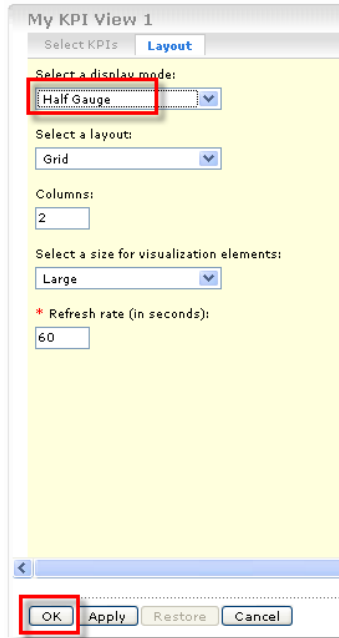 My KPI View 1
Select KPIs Layout
Select a display mode:
Half Gauge
Select a layout:
Grid
Columns:
2
Select a size for visualization elements:
Large
* Refresh rate (in seconds):
60
OK Apply Restore Cancel